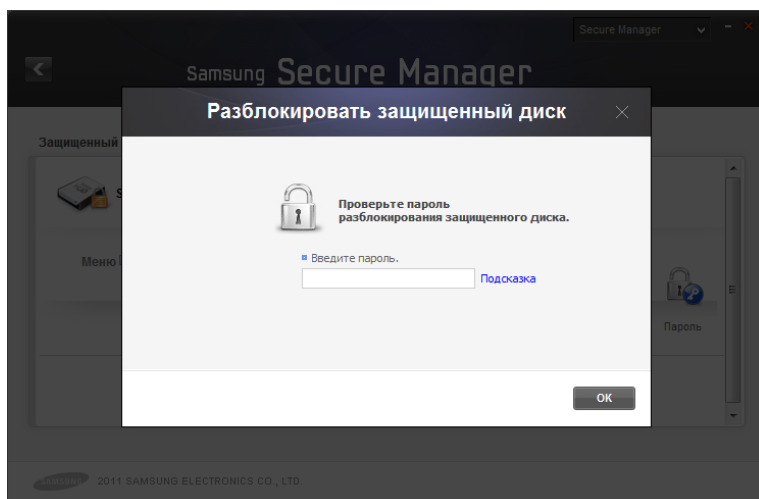 Secure Manager
Samsung Secure Manager
Разблокировать защищенный диск
Защищенный
S
Проверьте пароль
разблокирования защищенного диска.
Меню
Введите пароль.
Подсказка
Пароль
OK
SAMSUNG 2011 SAMSUNG ELECTRONICS CO., LTD.